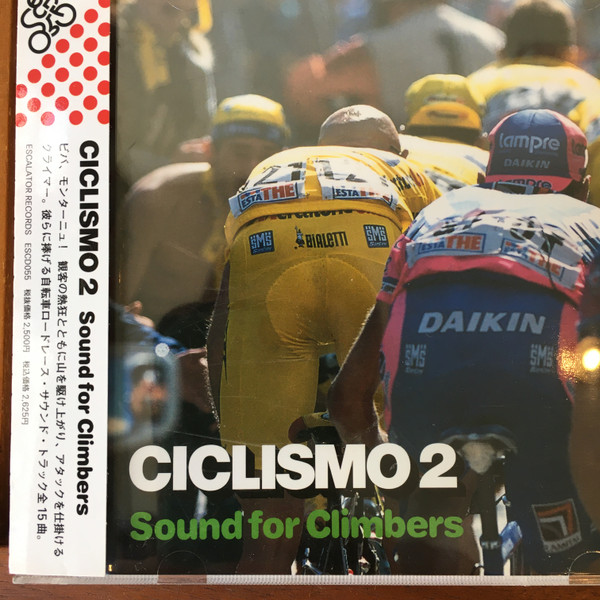 CICLISMO 2 Sound for Climbers
ビバ、モンターニュ! 観客の熱狂とともに山を駆け上がり、アタックを仕掛ける
クライマー。彼らに捧げる自転車ロードレース・サウンド・トラック全15曲。
ESCALATOR RECORDS ESCD055 税抜価格 2,500円 税込価格 2,625円
lampre
DAIKIN
ESTATHE
ESTATHE
ESTATHE
SMS
BIALETTI
SMS
DAIKIN
SMS
SMS
CICLISMO 2
Sound for Climbers